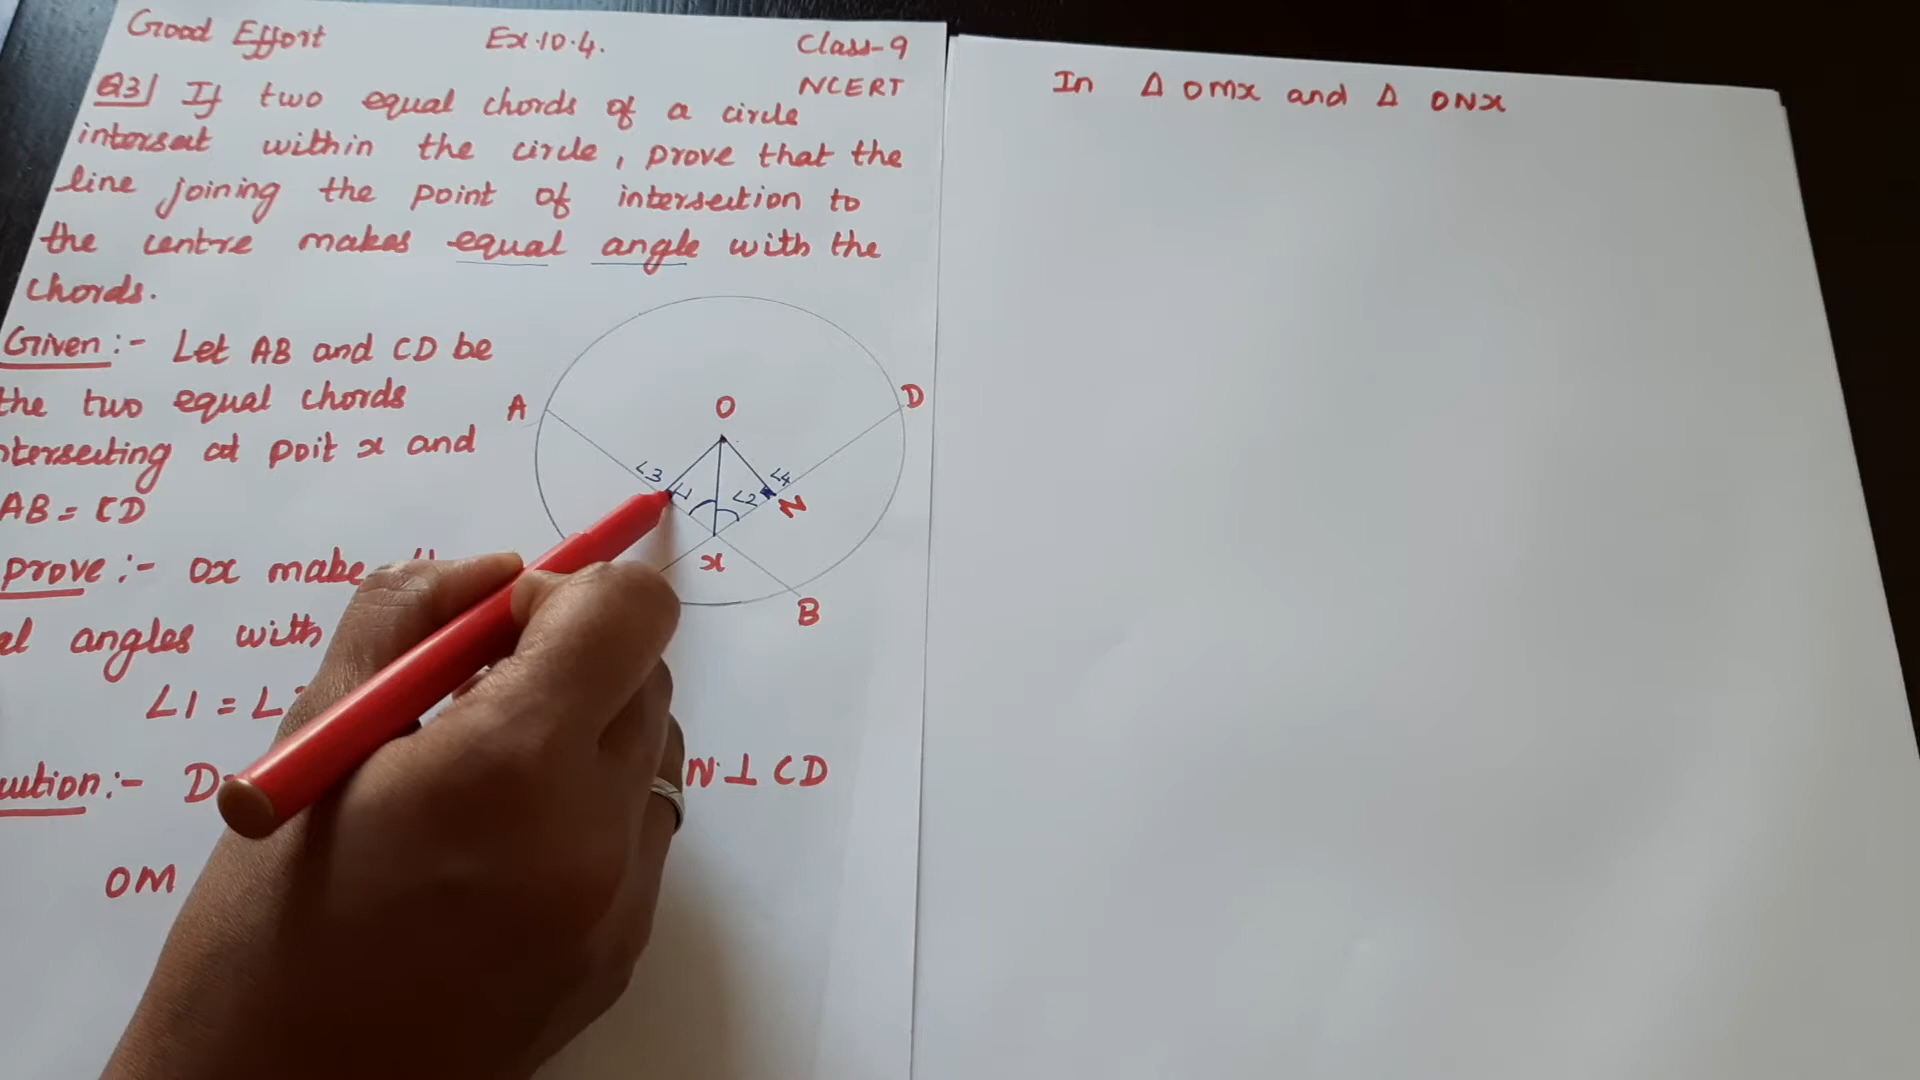 Good Effort Ex.10.4. Class-9
NCERT
Q3/ If two equal chords of a circle
intersect within the circle, prove that the
line joining the point of intersection to
the centre makes equal angle with the
chords.
Given:- Let AB and CD be
the two equal chords
ntersecting at poit x and
AB = CD
prove:- ox make
al angles with
∠1 = ∠
ution:- D N ⊥ CD
OM
A
O
D
∠3
∠1
∠2
∠4
N
x
B
In Δ OMX and Δ ONX